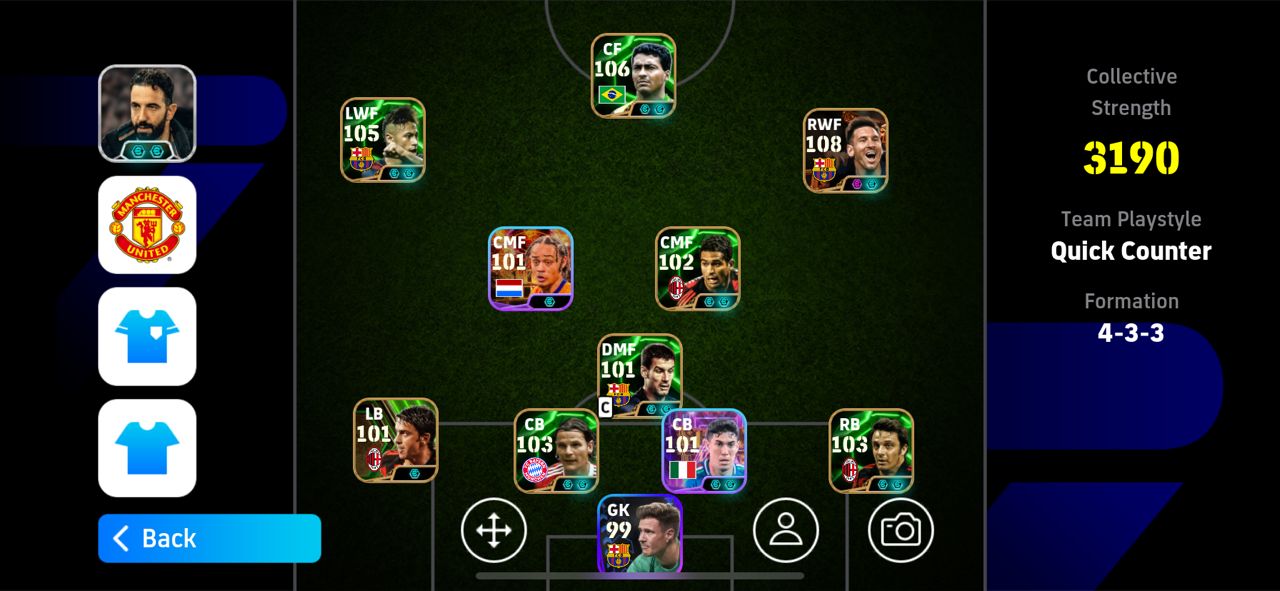 CF
106
LWF
105
RWF
108
CMF
101
CMF
102
DMF
101
C
LB
101
CB
103
CB
101
RB
103
GK
99
MANCHESTER
UNITED
Back
Collective
Strength
3190
Team Playstyle
Quick Counter
Formation
4-3-3